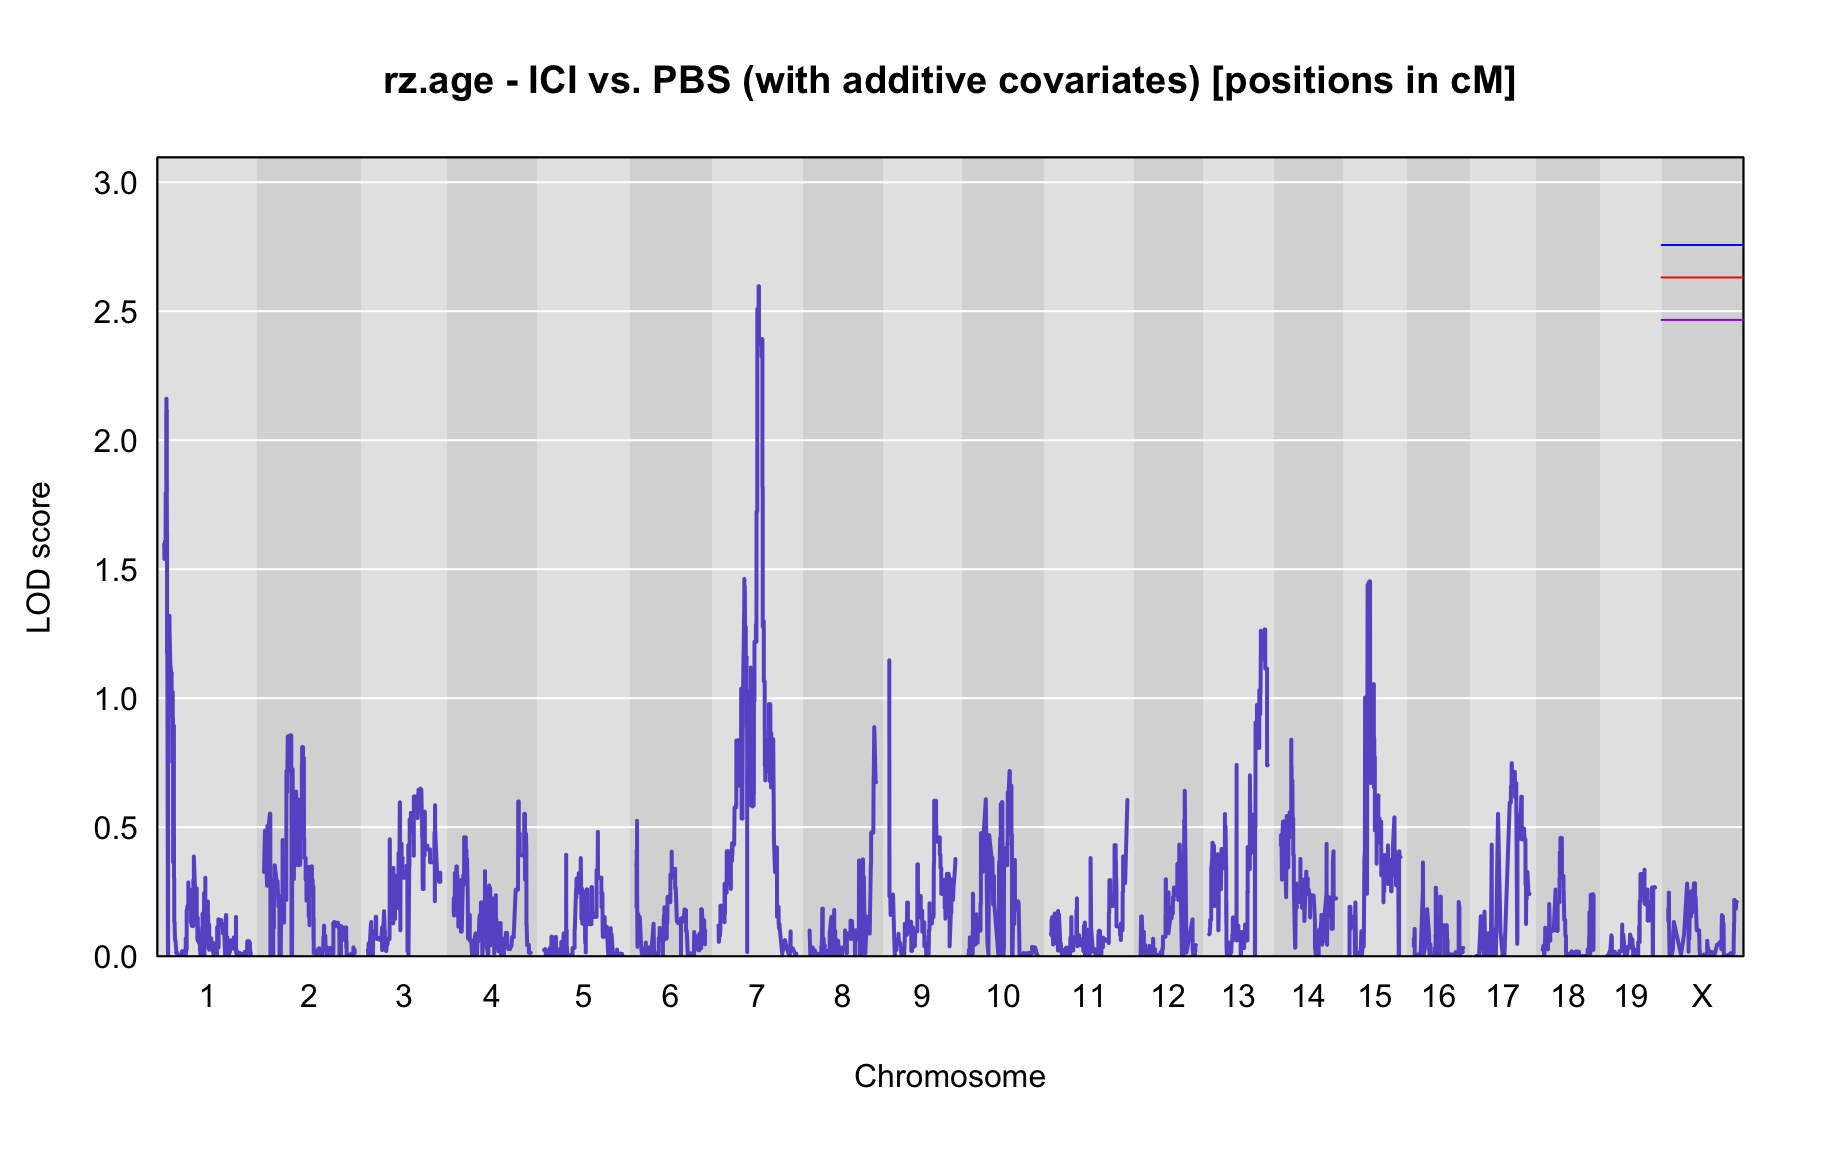 rz.age - ICI vs. PBS (with additive covariates) [positions in cM]
3.0
2.5
2.0
1.5
1.0
0.5
0.0
LOD score
1 2 3 4 5 6 7 8 9 10 11 12 13 14 15 16 17 18 19 X
Chromosome